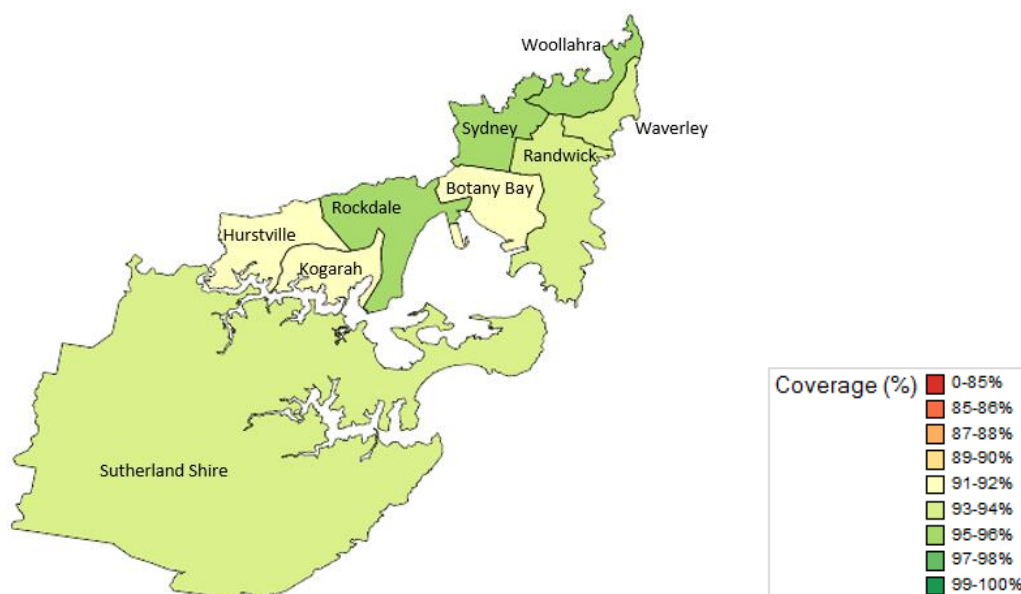 Woollahra
Sydney
Waverley
Randwick
Botany Bay
Rockdale
Hurstville
Kogarah
Sutherland Shire
Coverage (%)
0-85%
85-86%
87-88%
89-90%
91-92%
93-94%
95-96%
97-98%
99-100%